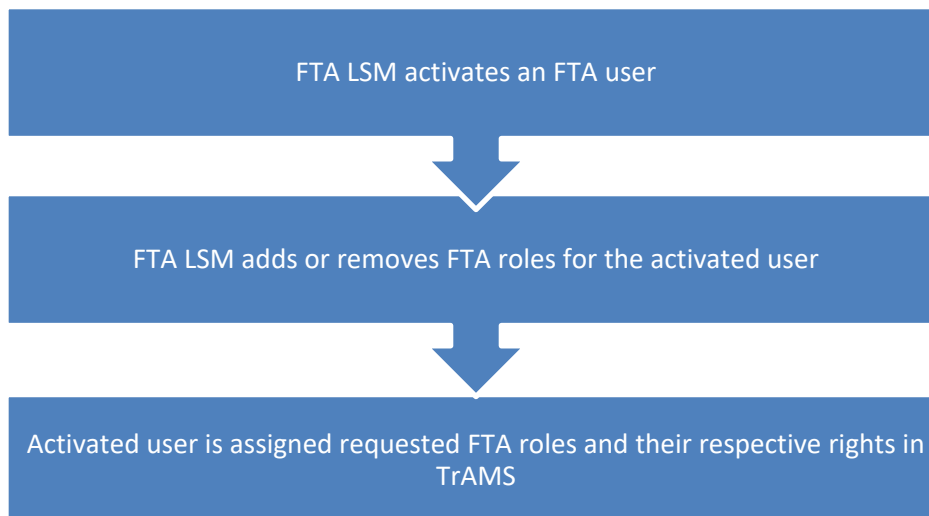 FTA LSM activates an FTA user
FTA LSM adds or removes FTA roles for the activated user
Activated user is assigned requested FTA roles and their respective rights in
TrAMS